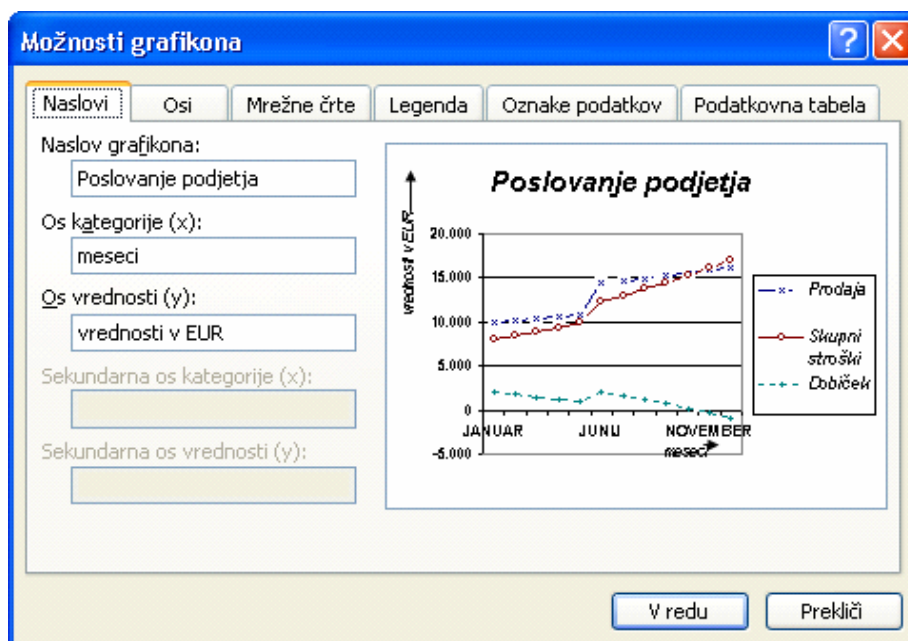 Možnosti grafikona
Naslovi
Osi
Mrežne črte
Legenda
Oznake podatkov
Podatkovna tabela
Naslov grafikona:
Poslovanje podjetja
Os kategorije (x):
meseci
Os vrednosti (y):
vrednosti v EUR
Sekundarna os kategorije (x):
Sekundarna os vrednosti (y):
Poslovanje podjetja
vrednosti v EUR
20.000
15.000
10.000
5.000
0
-5.000
JANUAR
JUNIJ
NOVEMBER
meseci
Prodaja
Skupni
stroški
Dobiček
V redu
Prekliči